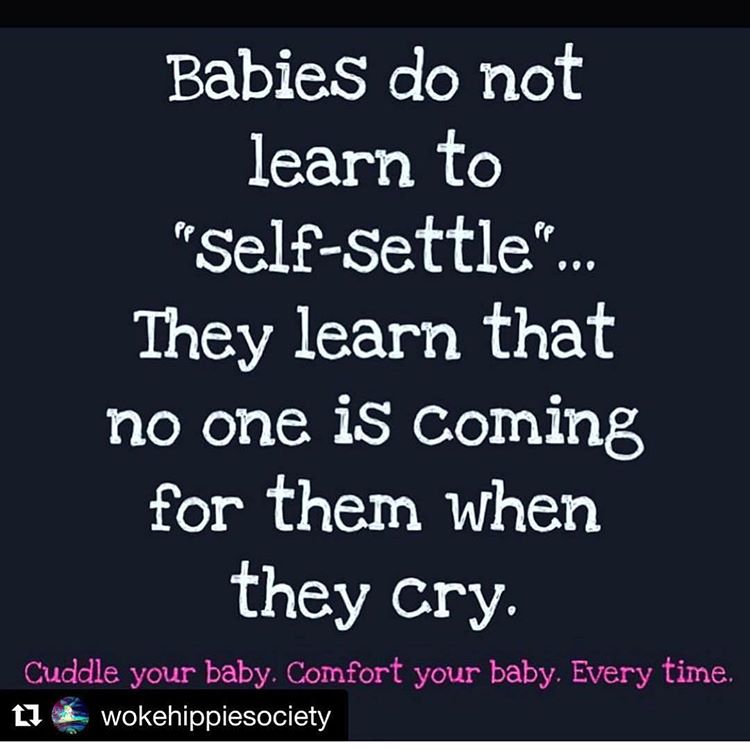 Babies do not
learn to
"self-settle"...
They learn that
no one is coming
for them when
they cry.
Cuddle your baby. Comfort your baby. Every time.
wokehippiesociety